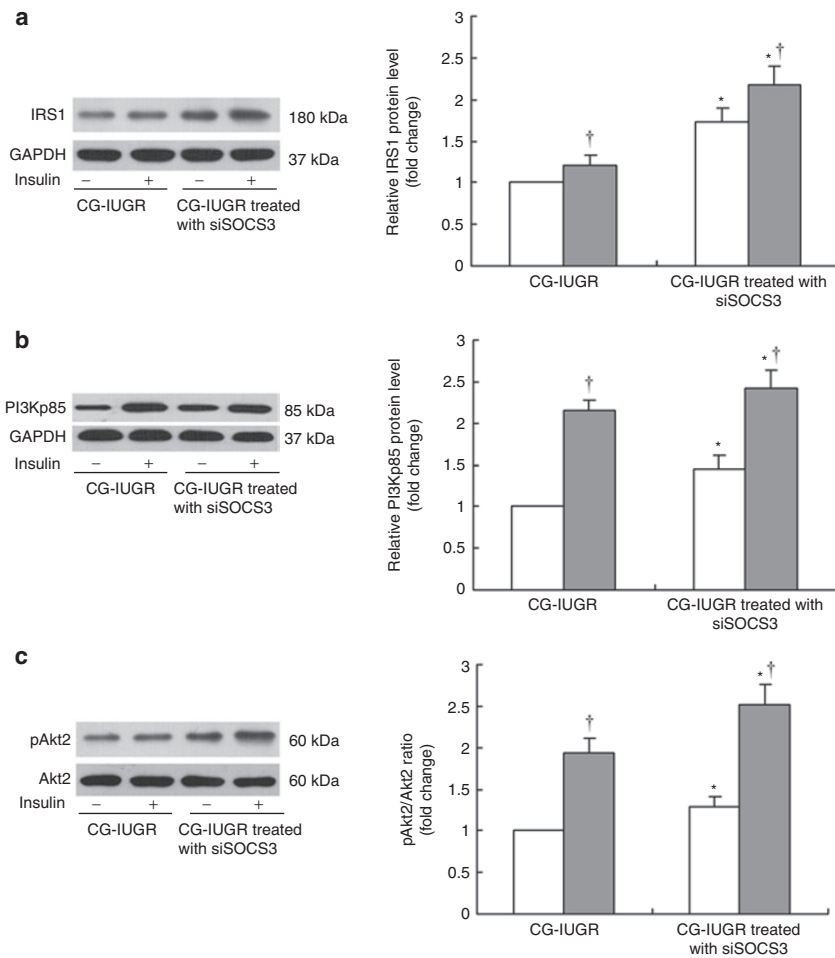 a
IRS1
180 kDa
GAPDH
37 kDa
Insulin – + – +
CG-IUGR
CG-IUGR treated
with siSOCS3
Relative IRS1 protein level
(fold change)
3
2.5
2
1.5
1
0.5
0
†
*
* †
CG-IUGR
CG-IUGR treated with
siSOCS3
b
PI3Kp85
85 kDa
GAPDH
37 kDa
Insulin – + – +
CG-IUGR
CG-IUGR treated
with siSOCS3
Relative PI3Kp85 protein level
(fold change)
3
2.5
2
1.5
1
0.5
0
†
*
* †
CG-IUGR
CG-IUGR treated with
siSOCS3
c
pAkt2
60 kDa
Akt2
60 kDa
Insulin – + – +
CG-IUGR
CG-IUGR treated
with siSOCS3
pAkt2/Akt2 ratio
(fold change)
3
2.5
2
1.5
1
0.5
0
†
*
* †
CG-IUGR
CG-IUGR treated
with siSOCS3